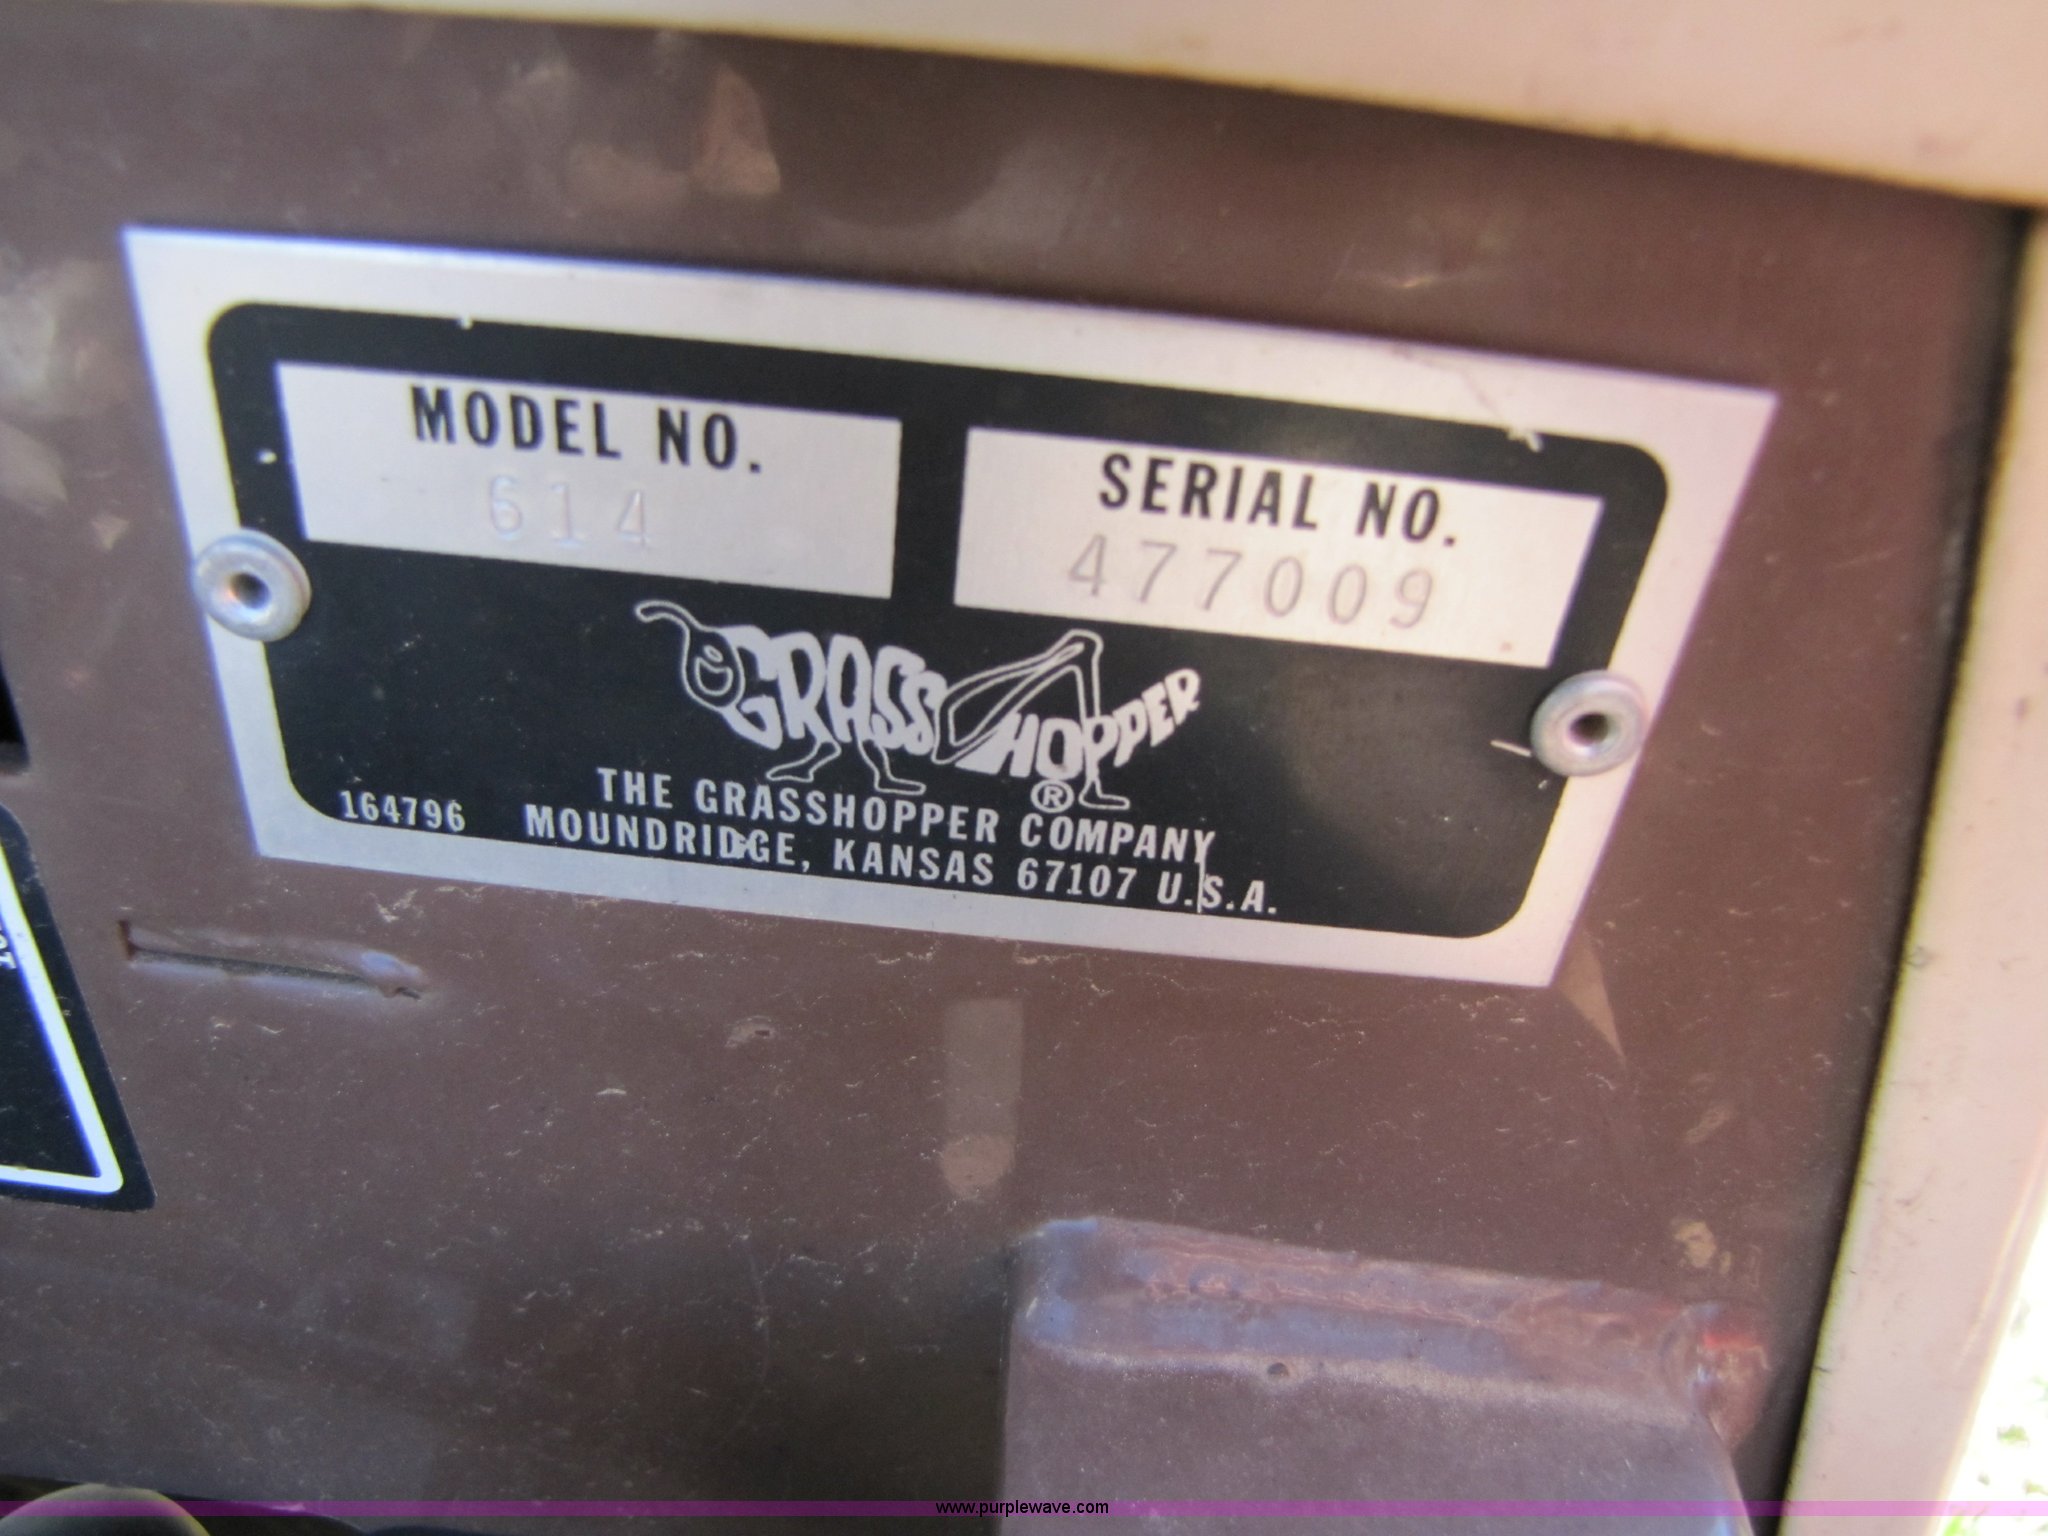 MODEL NO.
614
SERIAL NO.
477009
GRASSHOPPER
®
THE GRASSHOPPER COMPANY
164796 MOUNDRIDGE, KANSAS 67107 U.S.A.
www.purplewave.com